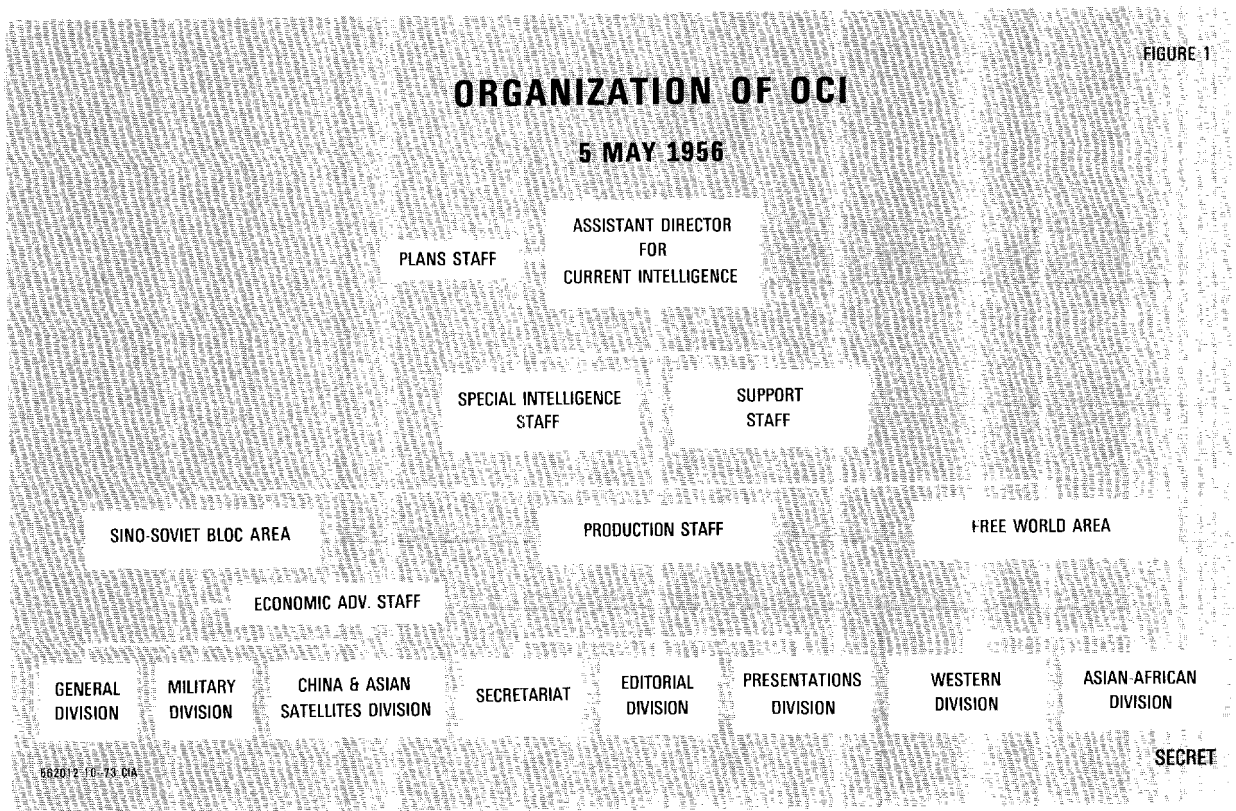 FIGURE 1
ORGANIZATION OF OCI
5 MAY 1956
ASSISTANT DIRECTOR
FOR
CURRENT INTELLIGENCE
PLANS STAFF
SPECIAL INTELLIGENCE
STAFF
SUPPORT
STAFF
SINO-SOVIET BLOC AREA
PRODUCTION STAFF
FREE WORLD AREA
ECONOMIC ADV. STAFF
GENERAL
DIVISION
MILITARY
DIVISION
CHINA & ASIAN
SATELLITES DIVISION
SECRETARIAT
EDITORIAL
DIVISION
PRESENTATIONS
DIVISION
WESTERN
DIVISION
ASIAN-AFRICAN
DIVISION
SECRET
562012 10-73 CIA